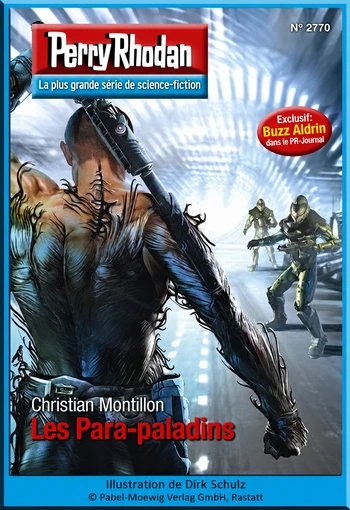 N° 2770
Perry Rhodan
La plus grande série de science-fiction
Exclusif:
Buzz Aldrin
dans le PR-Journal
Christian Montillon
Les Para-paladins
Illustration de Dirk Schulz
© Pabel-Moewig Verlag GmbH, Rastatt